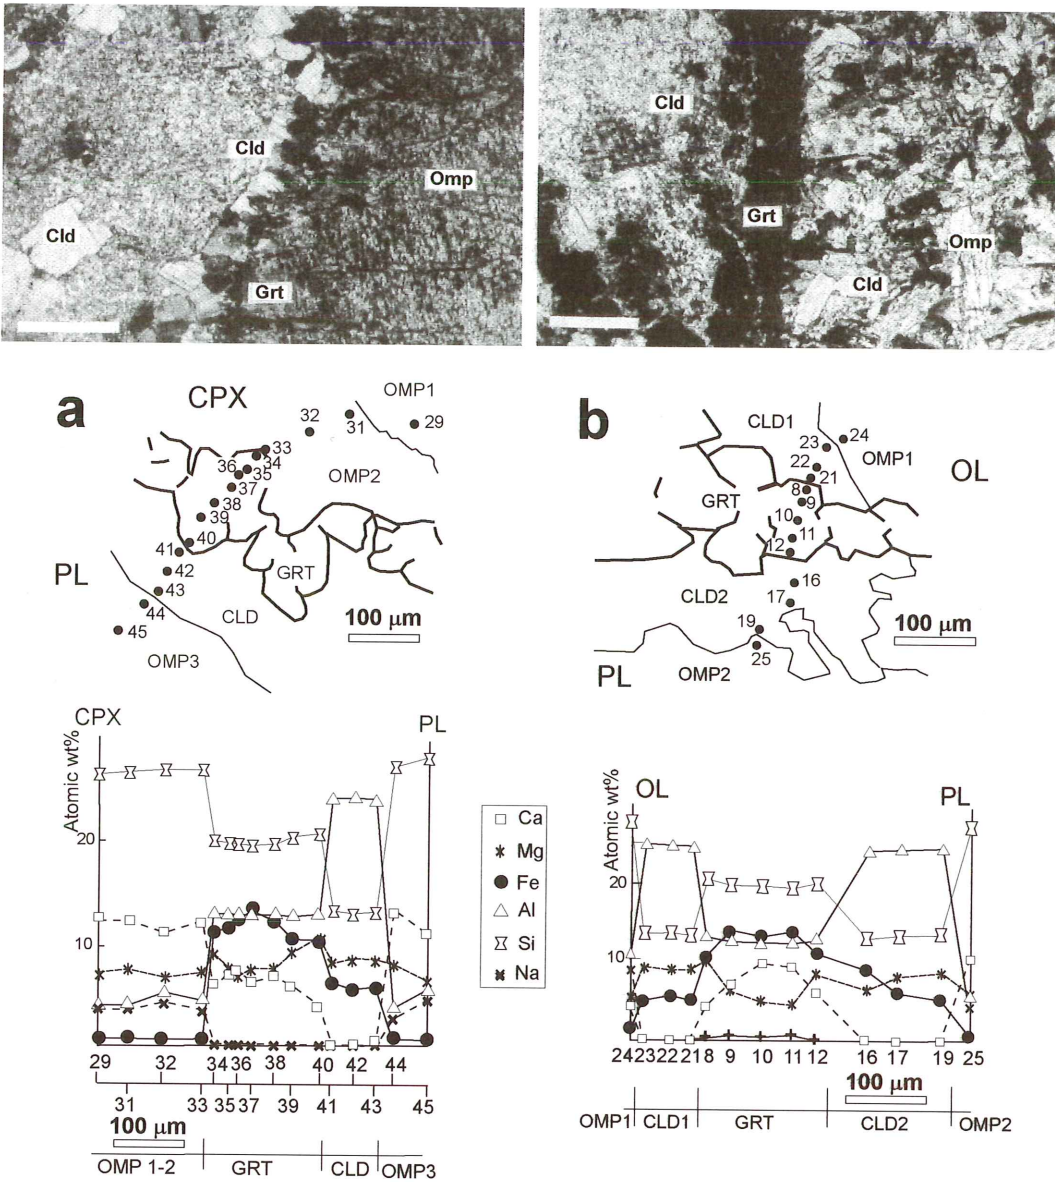 Cld
Omp
Cld
Grt
Cld
Grt
Omp
Cld
a
CPX
OMP1
32
31
29
33
34
36
35
OMP2
37
38
39
40
41
42
PL
43
GRT
CLD
44
45
OMP3
100 µm
b
CLD1
24
23
OMP1
22
OL
21
GRT
8
9
10
11
12
16
CLD2
17
19
25
100 µm
PL
OMP2
CPX
PL
Atomic wt%
20
10
29 32 34 36 38 40 42 44
31 33 35 37 39 41 43 45
100 µm
OMP 1-2 GRT CLD OMP3
Ca
Mg
Fe
Al
Si
Na
OL
PL
Atomic wt%
20
10
24 23 22 21 8 9 10 11 12 16 17 19 25
100 µm
OMP1 CLD1 GRT CLD2 OMP2